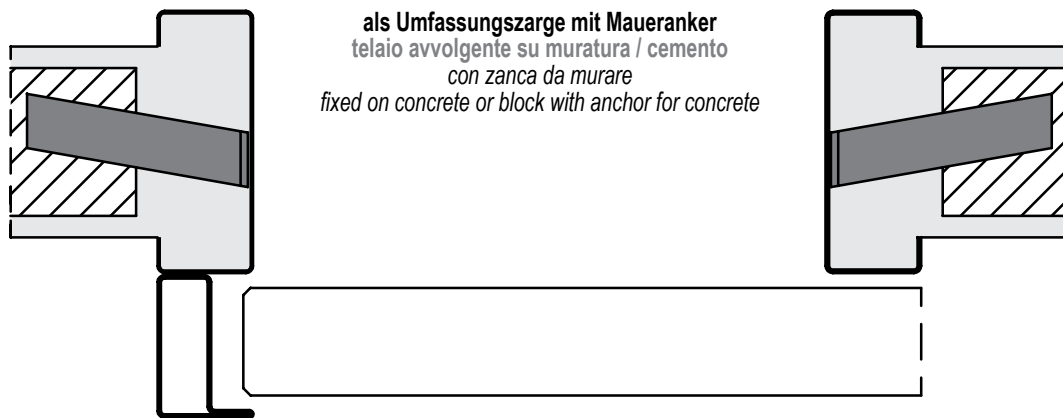 als Umfassungszarge mit Maueranker
telaio avvolgente su muratura / cemento
con zanca da murare
fixed on concrete or block with anchor for concrete